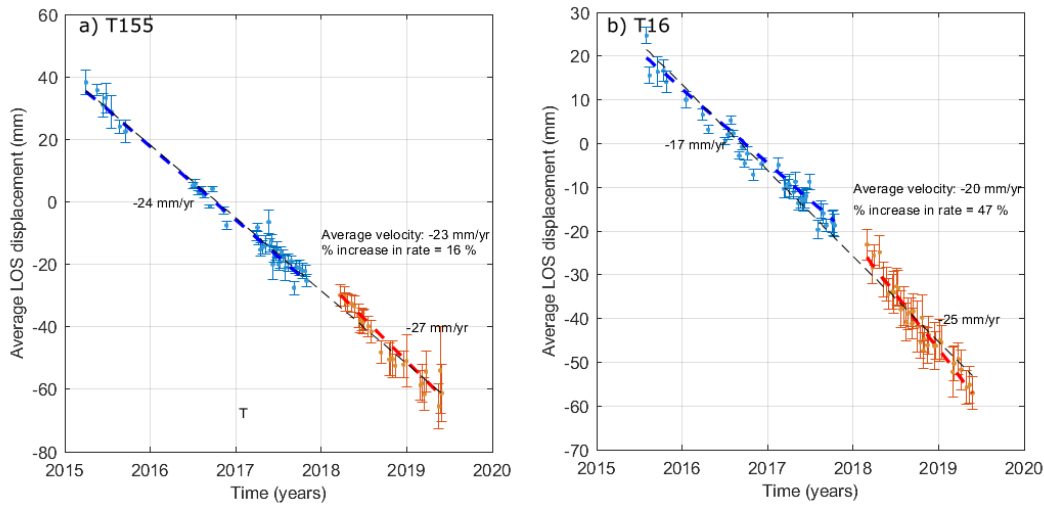 a) T155
60
40
20
0
-20
-40
-60
-80
2015
2016
2017
2018
2019
2020
Average LOS displacement (mm)
Time (years)
-24 mm/yr
Average velocity: -23 mm/yr
% increase in rate = 16 %
-27 mm/yr
T
b) T16
30
20
10
0
-10
-20
-30
-40
-50
-60
-70
2015
2016
2017
2018
2019
2020
Average LOS displacement (mm)
Time (years)
-17 mm/yr
Average velocity: -20 mm/yr
% increase in rate = 47 %
-25 mm/yr